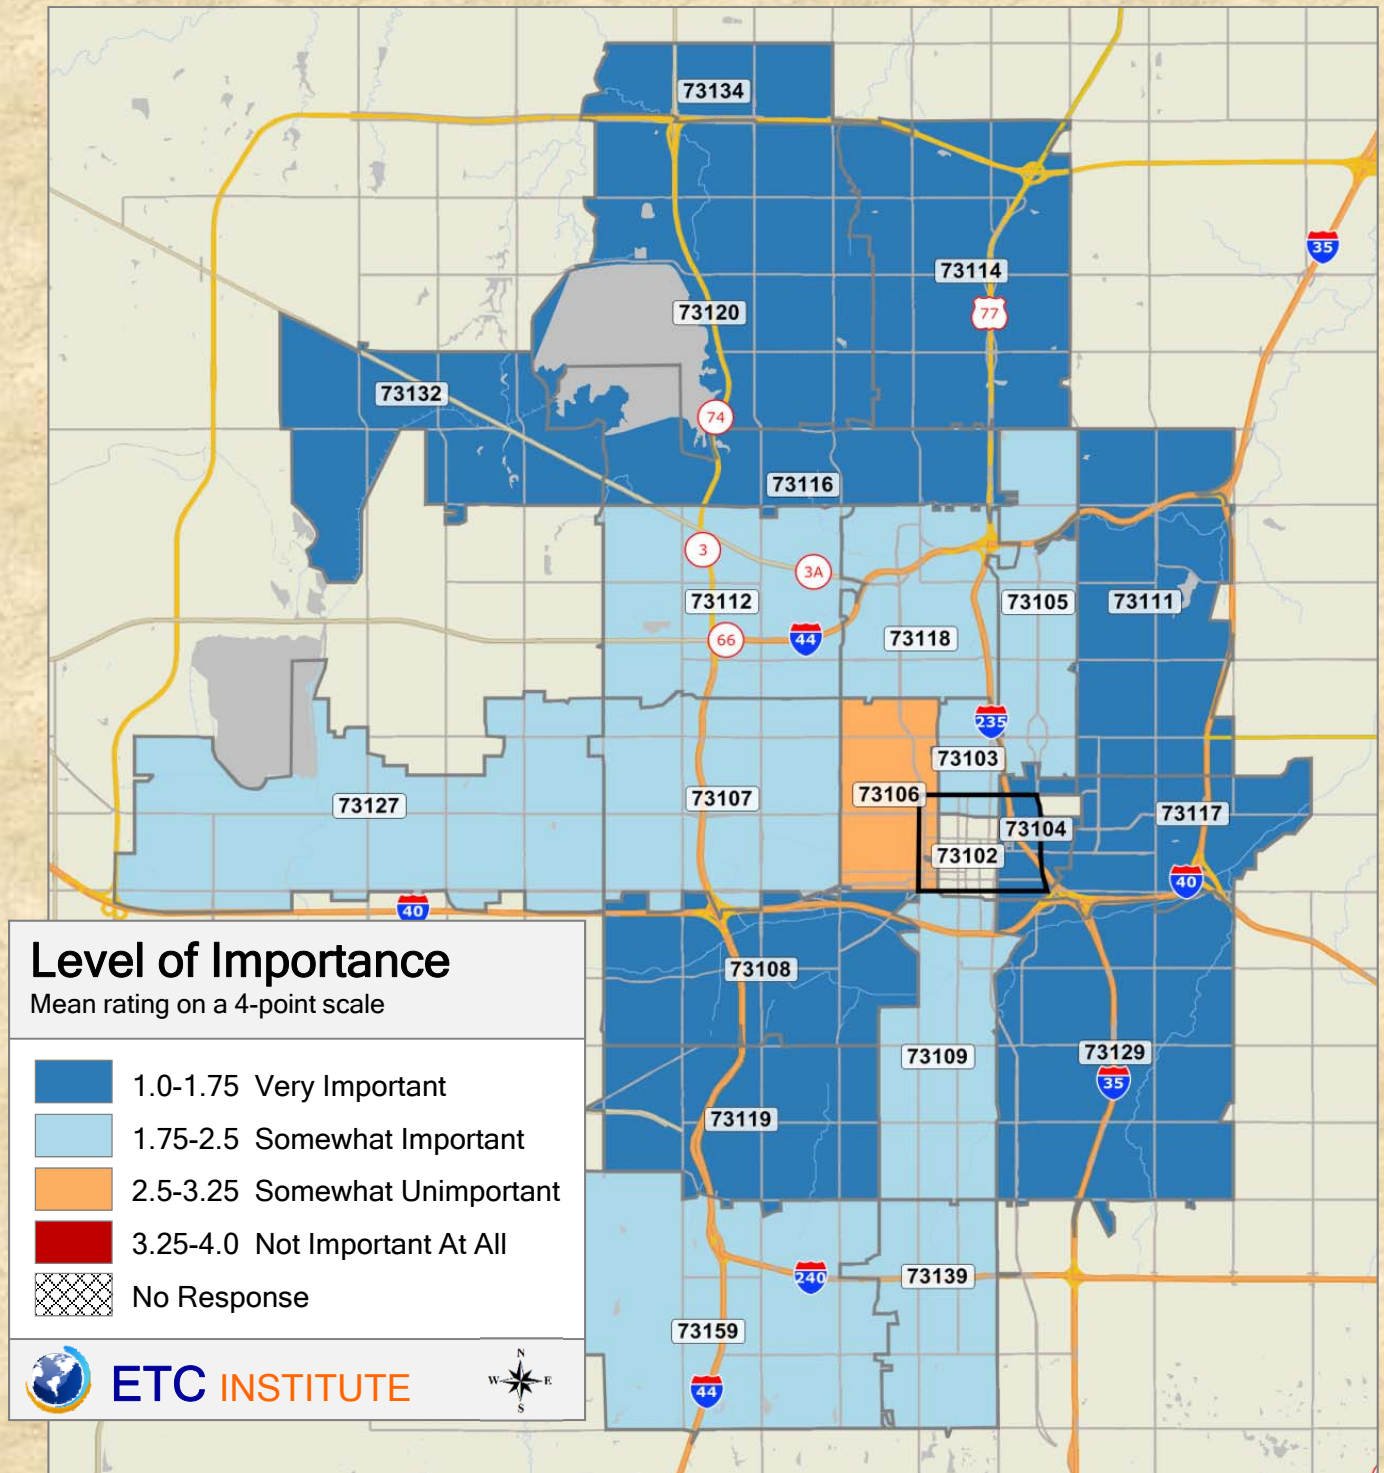 73134
35
73114
77
73120
73132
74
73116
3
3A
73112
73105
73111
66
44
73118
235
73103
73106
73107
73127
73117
73104
73102
40
40
Level of Importance
Mean rating on a 4-point scale
1.0-1.75 Very Important
1.75-2.5 Somewhat Important
2.5-3.25 Somewhat Unimportant
3.25-4.0 Not Important At All
No Response
ETC INSTITUTE
N
W E
S
73108
73109
73129
35
73119
240
73139
73159
44